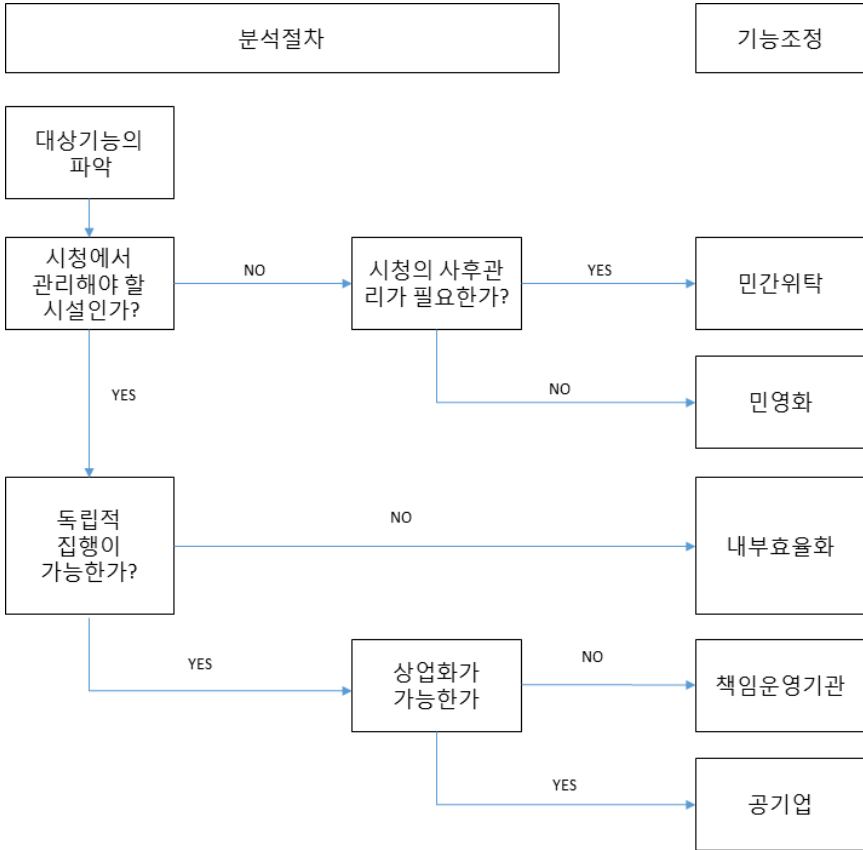 분석절차
기능조정
대상기능의
파악
시청에서
관리해야 할
시설인가?
NO
시청의 사후관
리가 필요한가?
YES
민간위탁
YES
NO
민영화
독립적
집행이
가능한가?
NO
내부효율화
YES
상업화가
가능한가
NO
책임운영기관
YES
공기업